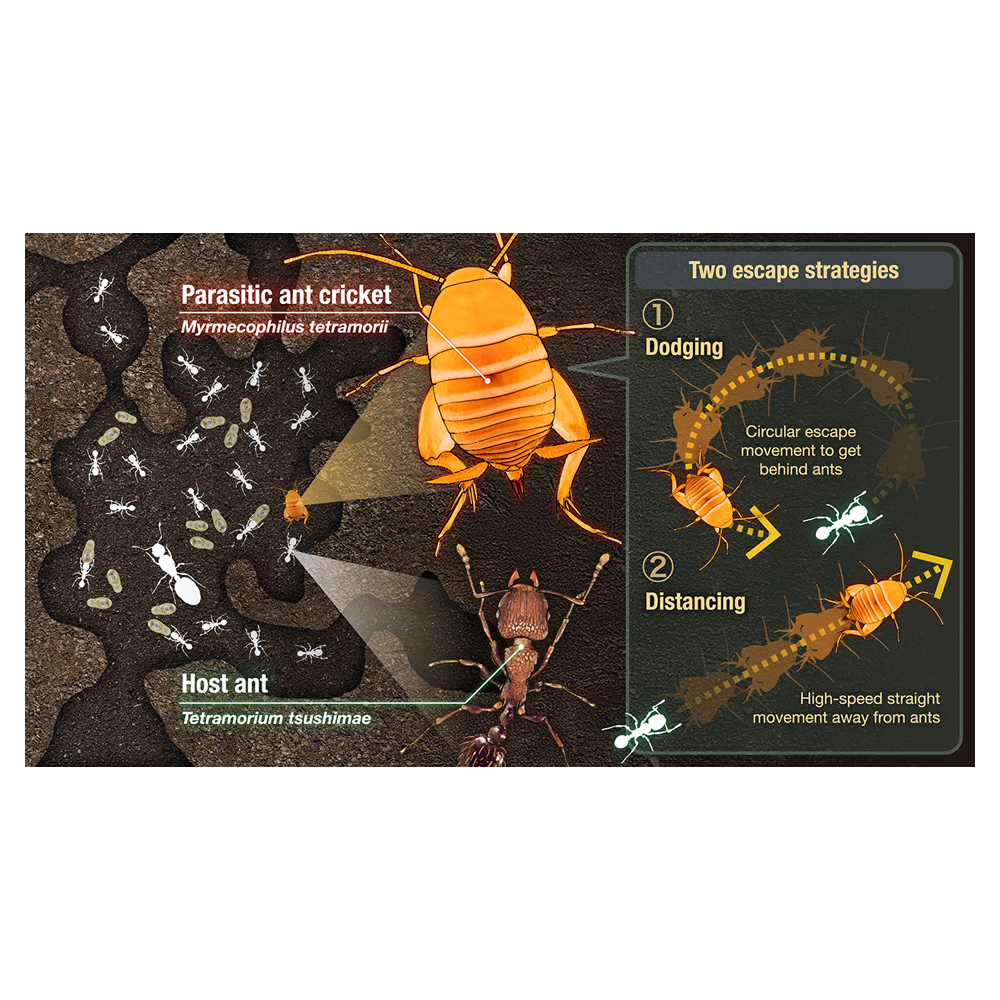 Parasitic ant cricket
Myrmecophilus tetramorii
Host ant
Tetramorium tsushimae
Two escape strategies
①
Dodging
Circular escape
movement to get
behind ants
②
Distancing
High-speed straight
movement away from ants